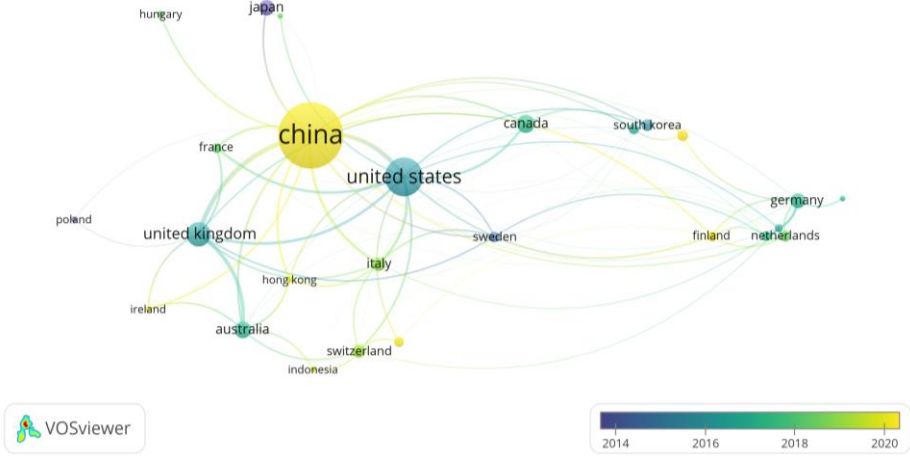 japan
hungary
china
canada
south korea
france
united states
germany
poland
united kingdom
sweden
finland
netherlands
italy
hong kong
ireland
australia
switzerland
indonesia
VOSviewer
2014
2016
2018
2020